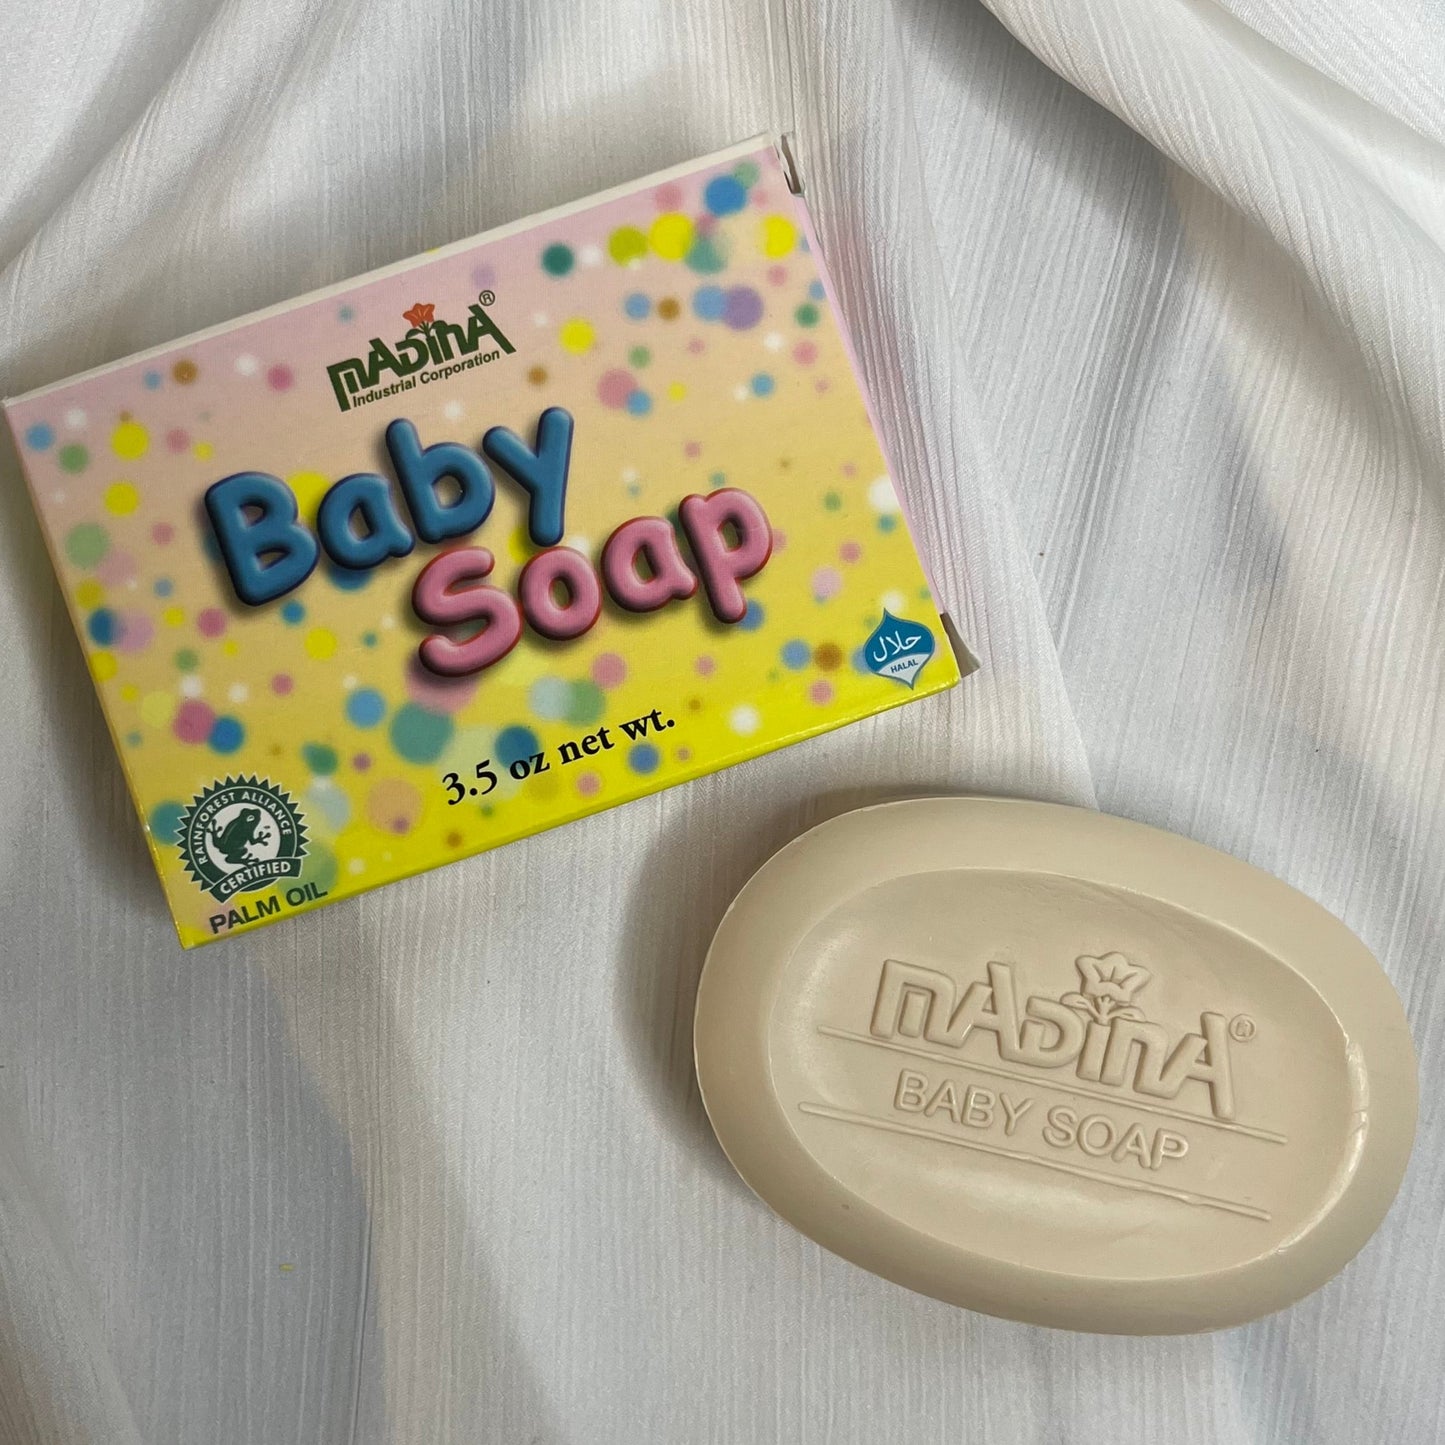 MADINA®
Industrial Corporation
Baby
Soap
حلال
HALAL
3.5 oz net wt.
RAINFOREST ALLIANCE
CERTIFIED
PALM OIL
MADINA®
BABY SOAP